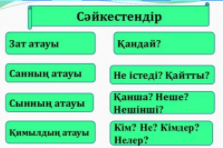 Сәйкестендір
Зат атауы
Қандай?
Санның атауы
Не істеді? Қайтты?
Сынның атауы
Қанша? Неше?
Нешінші?
Қимылдың атауы
Кім? Не? Кімдер?
Нелер?